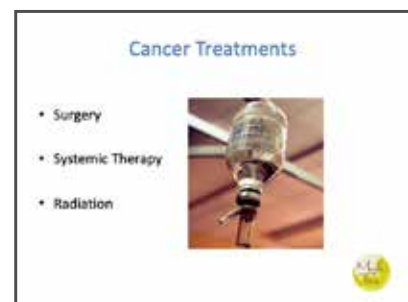 Cancer Treatments
• Surgery
• Systemic Therapy
• Radiation